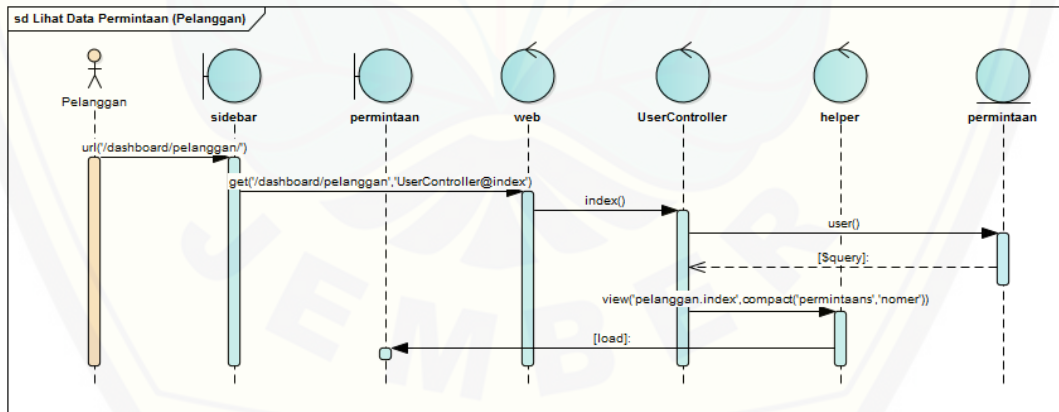 sd Lihat Data Permintaan (Pelanggan)
Pelanggan
sidebar
permintaan
web
UserController
helper
permintaan
url('/dashboard/pelanggan/')
get('/dashboard/pelanggan','UserController@index')
index()
user()
[$query]:
view('pelanggan.index',compact('permintaans','nomer'))
[load]:
JEMBER